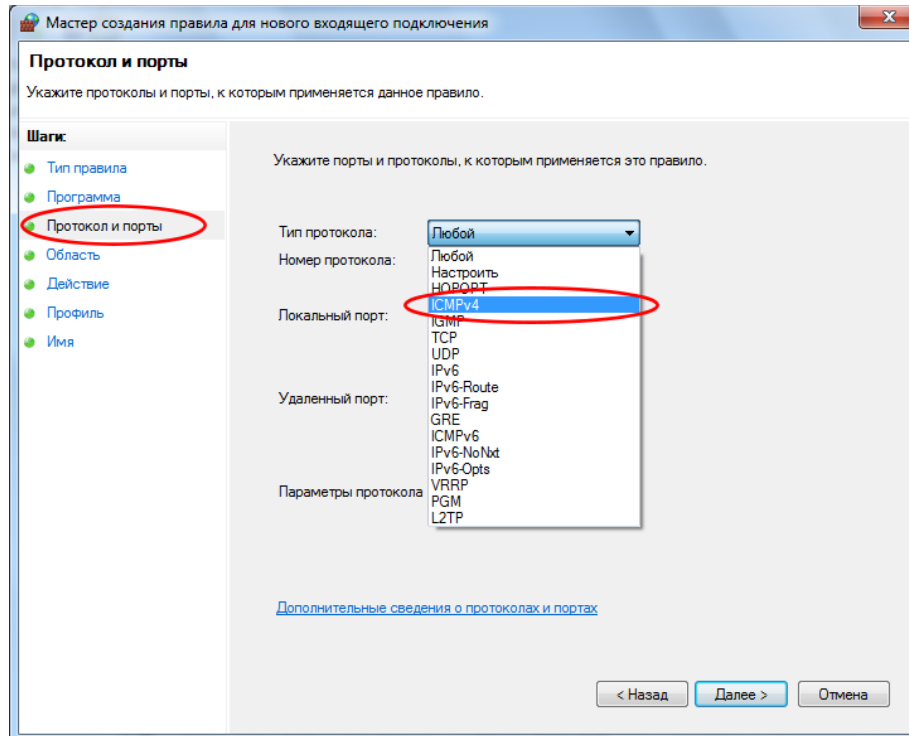 Мастер создания правила для нового входящего подключения
Протокол и порты
Укажите протоколы и порты, к которым применяется данное правило.
Шаги:
Тип правила
Программа
Протокол и порты
Область
Действие
Профиль
Имя
Укажите порты и протоколы, к которым применяется это правило.
Тип протокола: Любой
Номер протокола:
Локальный порт:
Удаленный порт:
Параметры протокола
Любой
Настроить
HOPOPT
ICMPv4
IGMP
TCP
UDP
IPv6
IPv6-Route
IPv6-Frag
GRE
ICMPv6
IPv6-NoNxt
IPv6-Opts
VRRP
PGM
L2TP
Дополнительные сведения о протоколах и портах
< Назад Далее > Отмена